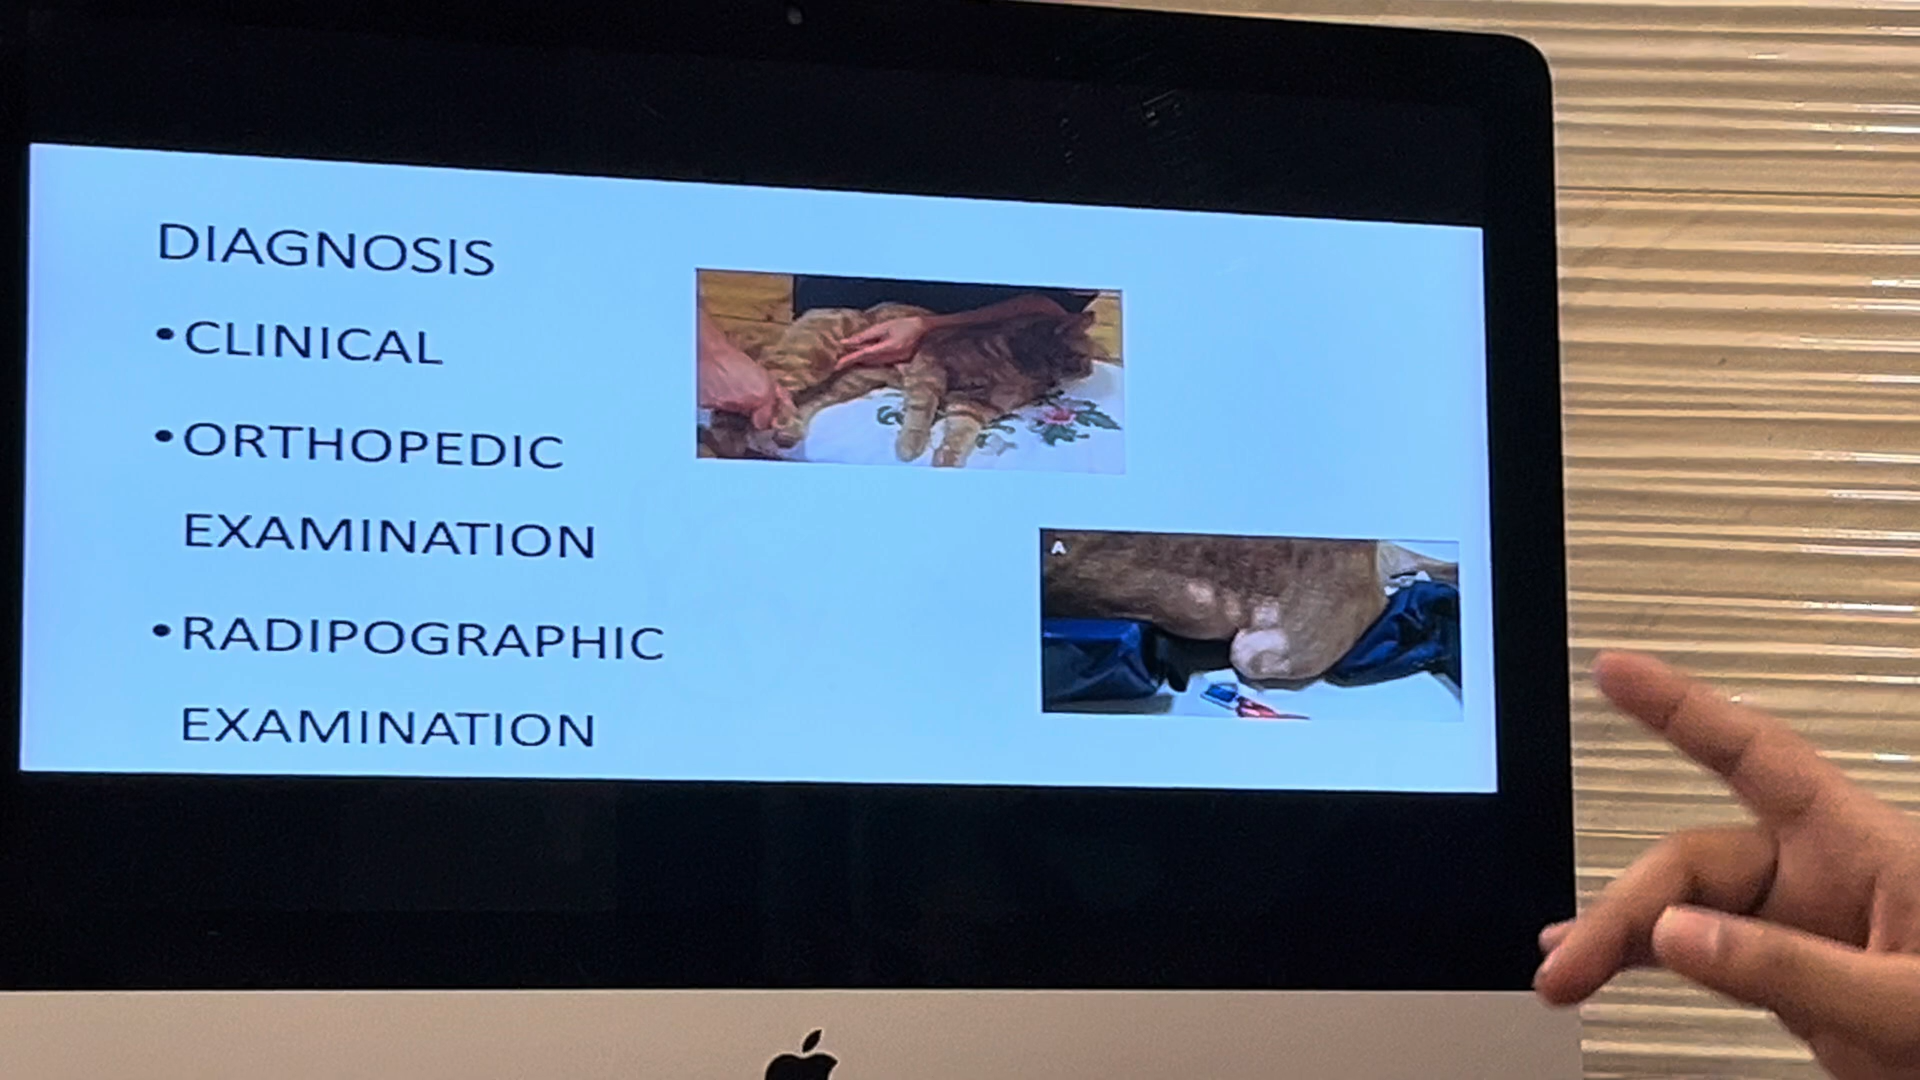 DIAGNOSIS
•CLINICAL
•ORTHOPEDIC
EXAMINATION
•RADIPOGRAPHIC
EXAMINATION
A